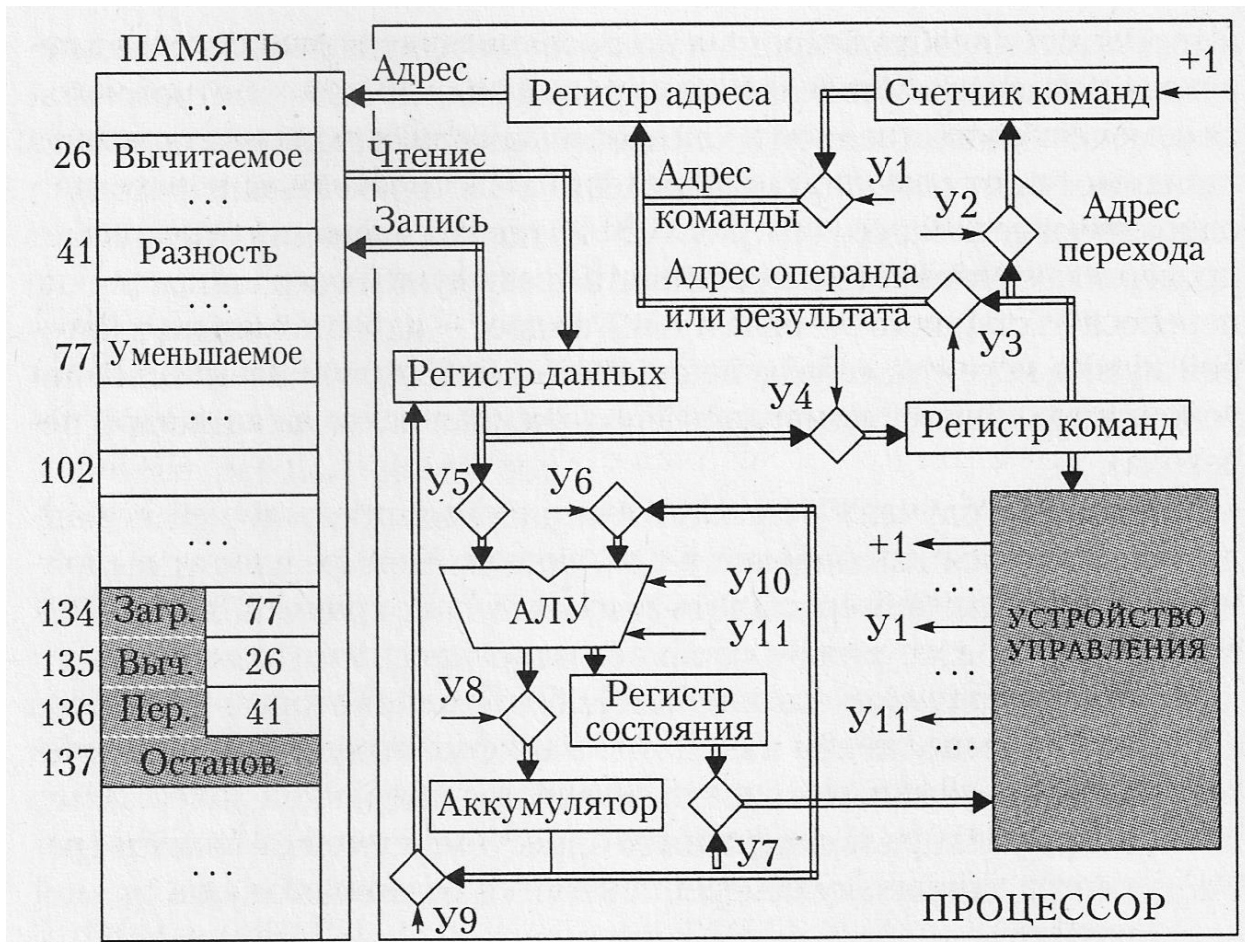 ПАМЯТЬ
. . .
26 Вычитаемое
. . .
41 Разность
77 Уменьшаемое
. . .
102
. . .
134 Загр. 77
135 Выч. 26
136 Пер. 41
137 Останов.
. . .
Адрес
Чтение
Запись
Регистр адреса
Счетчик команд
+1
У1
Адрес
команды
У2
Адрес
перехода
Адрес операнда
или результата
У3
Регистр данных
У4
Регистр команд
У5
У6
АЛУ
У10
У11
У8
Регистр
состояния
Аккумулятор
У7
У9
+1
. . .
У1
. . .
У11
УСТРОЙСТВО
УПРАВЛЕНИЯ
ПРОЦЕССОР